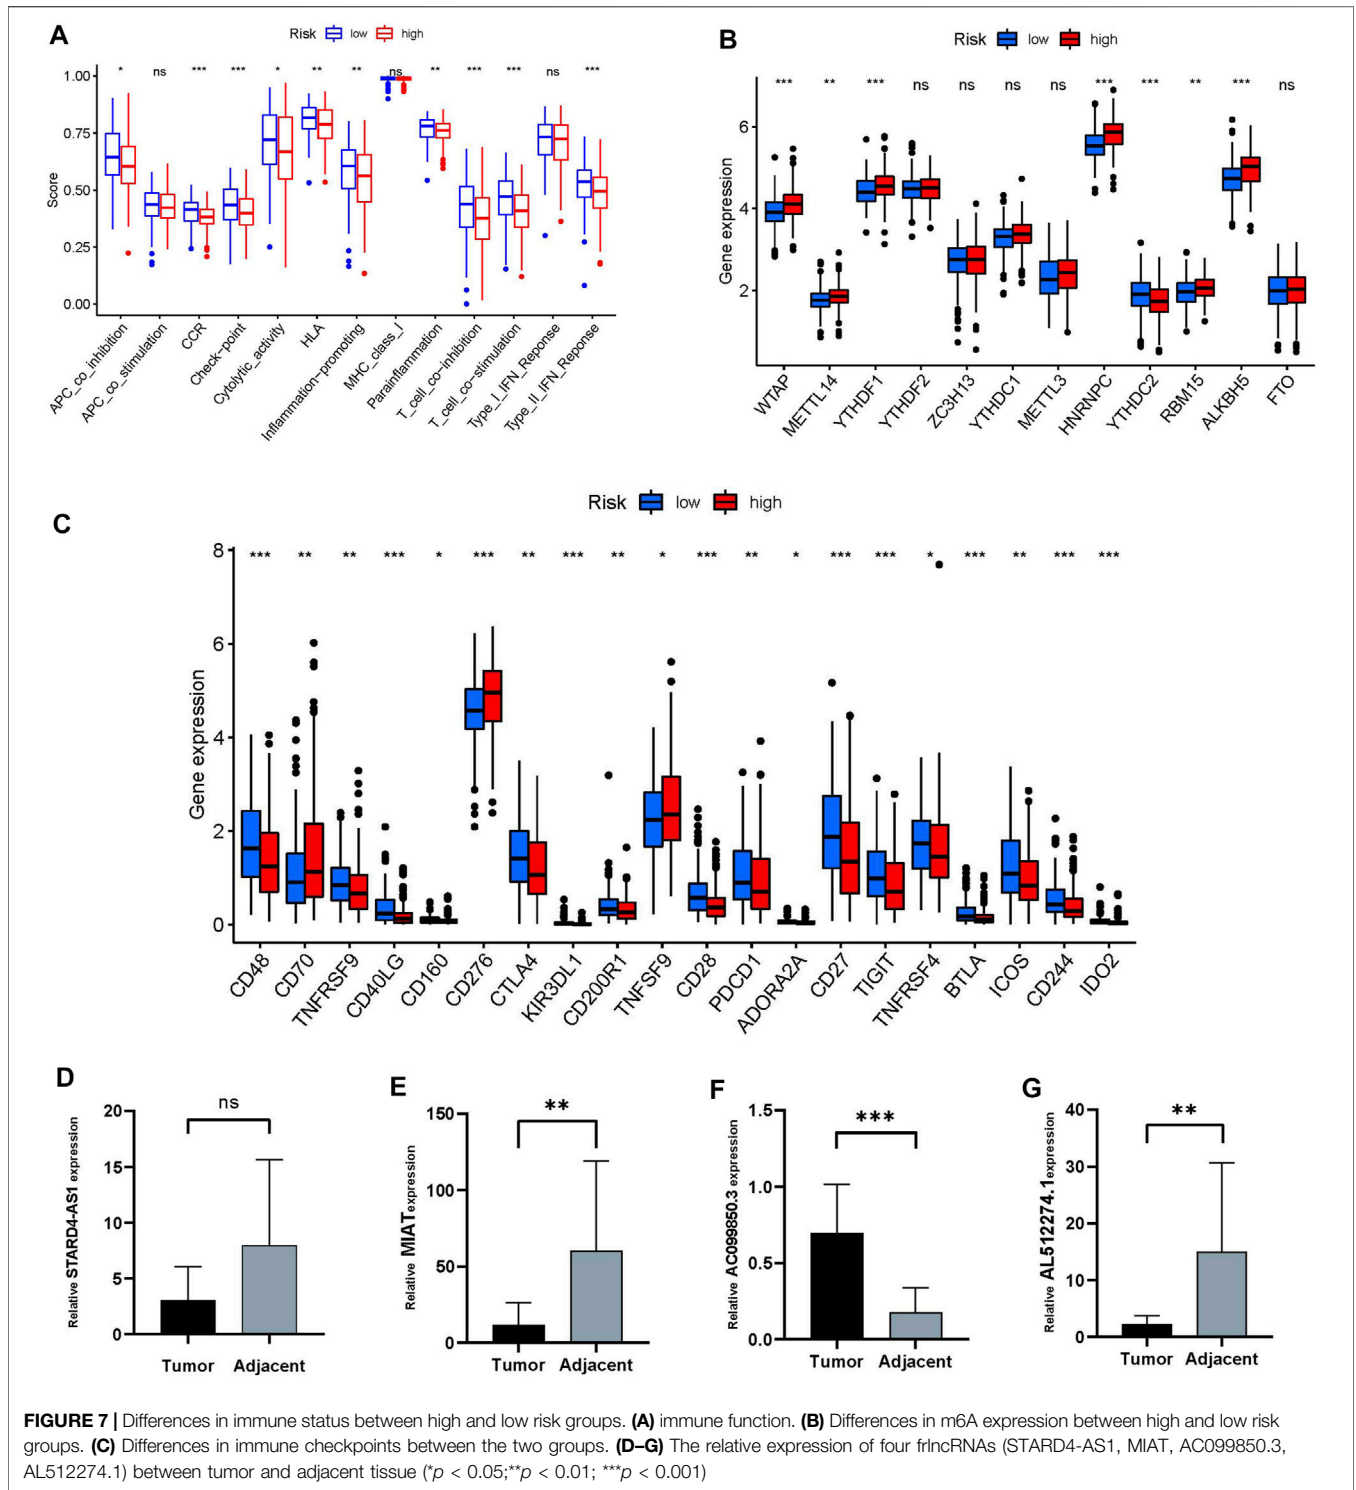 A
Risk low high
* ns *** *** * ** ** ns ** *** *** ns ***
1.00
0.75
0.50
0.25
0.00
Score
APC_co_inhibition
APC_co_stimulation
CCR
Check-point
Cytolytic_activity
HLA
Inflammation-promoting
MHC_class_I
Parainflammation
T_cell_co-inhibition
T_cell_co-stimulation
Type_I_IFN_Reponse
Type_II_IFN_Reponse
B
Risk low high
*** ** *** ns ns ns ns *** *** ** *** ns
6
4
2
Gene expression
WTAP
METTL14
YTHDF1
YTHDF2
ZC3H13
YTHDC1
METTL3
HNRNPC
YTHDC2
RBM15
ALKBH5
FTO
C
Risk low high
*** ** ** *** * *** ** *** ** * *** ** * *** *** * *** ** *** ***
8
6
4
2
0
Gene expression
CD48
CD70
TNFRSF9
CD40LG
CD160
CD276
CTLA4
KIR3DL1
CD200R1
TNFSF9
CD28
PDCD1
ADORA2A
CD27
TIGIT
TNFRSF4
BTLA
ICOS
CD244
IDO2
D
ns
20
15
10
5
0
Relative STARD4-AS1 expression
Tumor Adjacent
E
**
150
100
50
0
Relative MIAT expression
Tumor Adjacent
F
***
1.5
1.0
0.5
0.0
Relative AC099850.3 expression
Tumor Adjacent
G
**
40
30
20
10
0
Relative AL512274.1 expression
Tumor Adjacent
FIGURE 7 | Differences in immune status between high and low risk groups. (A) immune function. (B) Differences in m6A expression between high and low risk
groups. (C) Differences in immune checkpoints between the two groups. (D–G) The relative expression of four frlncRNAs (STARD4-AS1, MIAT, AC099850.3,
AL512274.1) between tumor and adjacent tissue (*p < 0.05;**p < 0.01; ***p < 0.001)